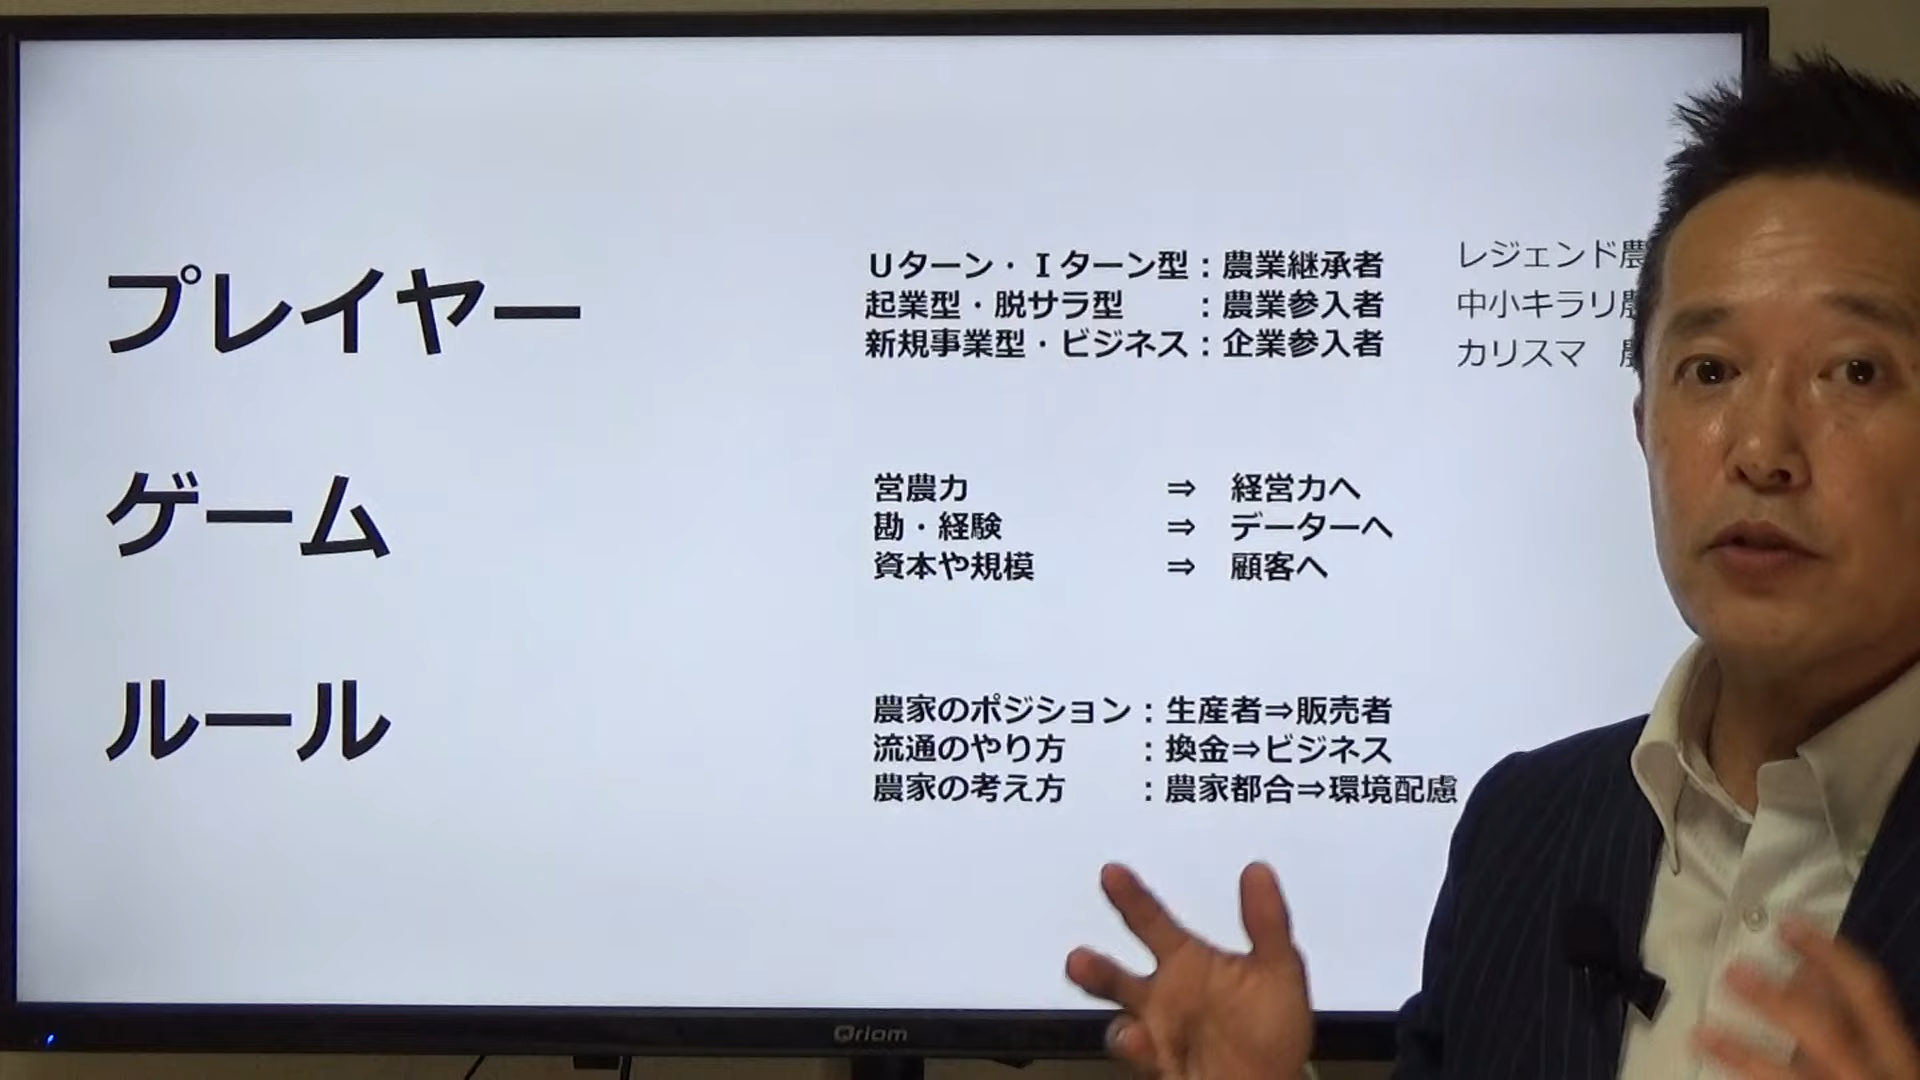 プレイヤー
Uターン・Iターン型：農業継承者
起業型・脱サラ型　　：農業参入者
新規事業型・ビジネス：企業参入者
レジェンド農
中小キラリ農
カリスマ　農
ゲーム
営農力　⇒　経営力へ
勘・経験　⇒　データーへ
資本や規模　⇒　顧客へ
ルール
農家のポジション：生産者⇒販売者
流通のやり方　　：換金⇒ビジネス
農家の考え方　　：農家都合⇒環境配慮
Qriom